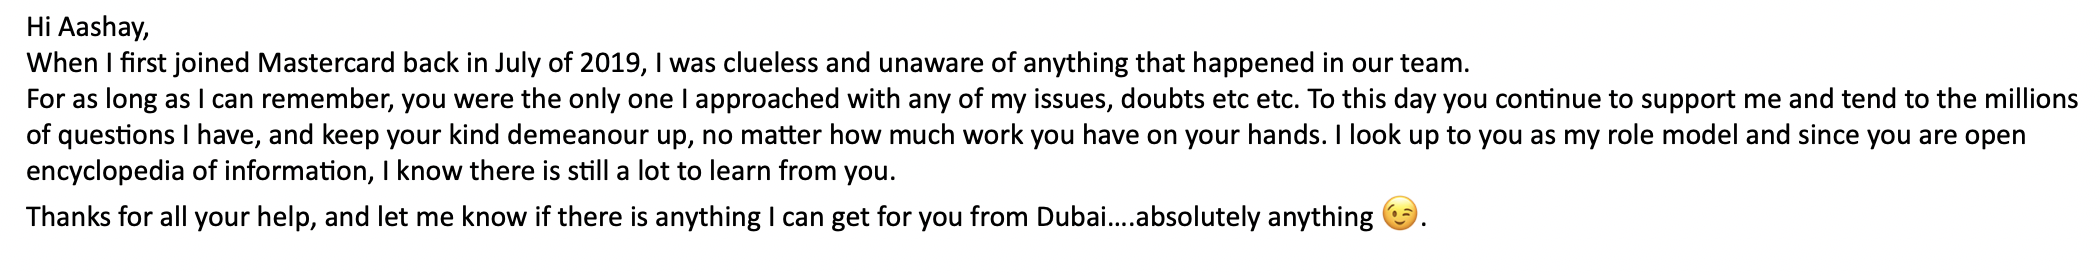 Hi Aashay,
When I first joined Mastercard back in July of 2019, I was clueless and unaware of anything that happened in our team.
For as long as I can remember, you were the only one I approached with any of my issues, doubts etc etc. To this day you continue to support me and tend to the millions
of questions I have, and keep your kind demeanour up, no matter how much work you have on your hands. I look up to you as my role model and since you are open
encyclopedia of information, I know there is still a lot to learn from you.
Thanks for all your help, and let me know if there is anything I can get for you from Dubai....absolutely anything 😉.